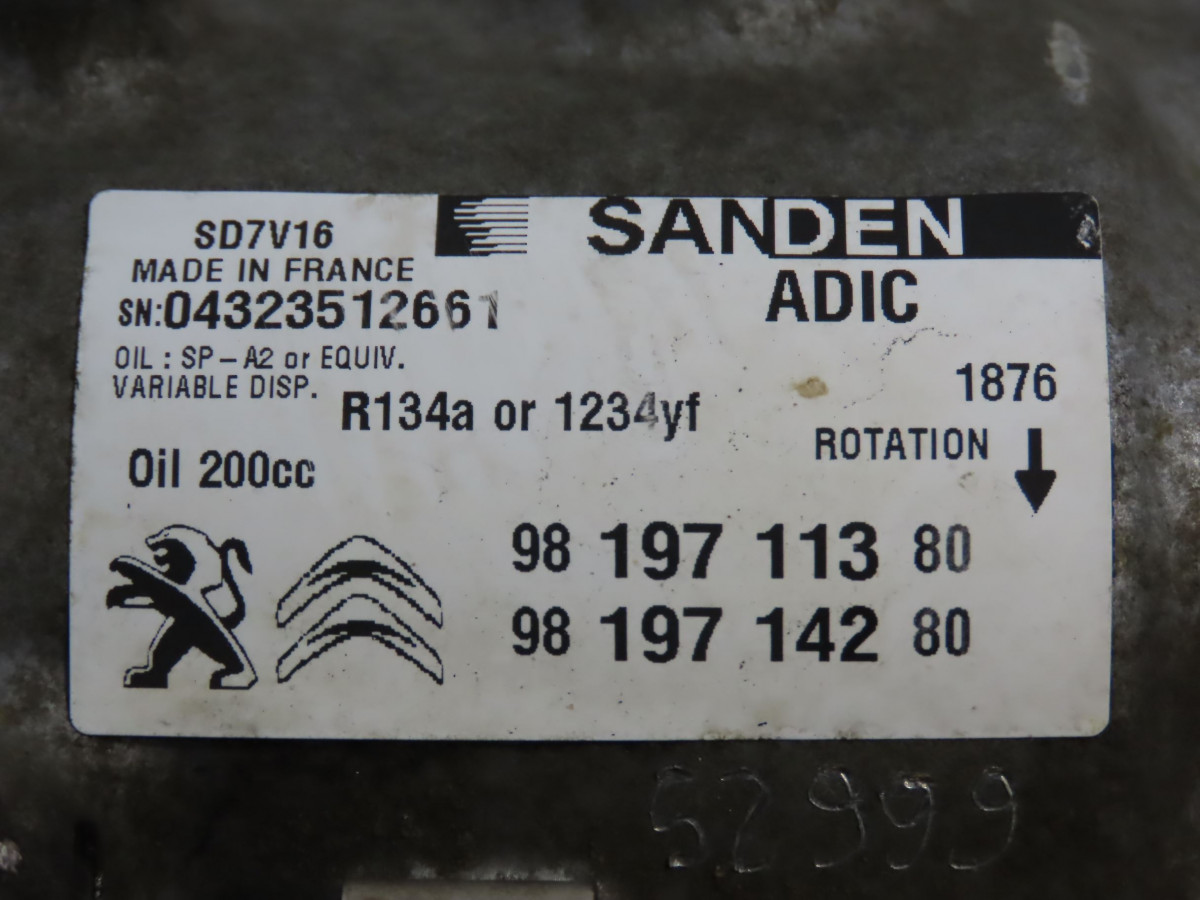 SANDEN
SD7V16
MADE IN FRANCE
ADIC
SN:04323512661
OIL : SP-A2 or EQUIV.
VARIABLE DISP.
1876
R134a or 1234yf
ROTATION
Oil 200cc
98 197 113 80
98 197 142 80
52999